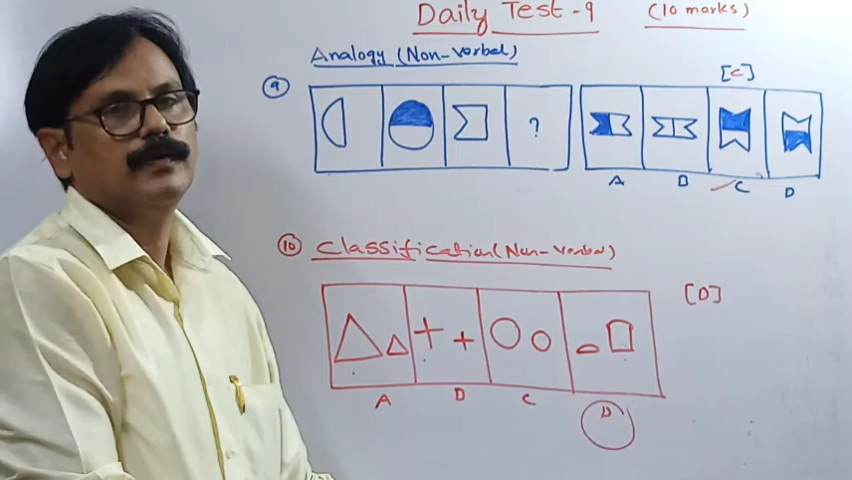 Daily Test-9 (10 marks)
Analogy (Non-verbal)
[C]
9
?
A B C D
10 Classification (Non-verbal)
[D]
A D C D